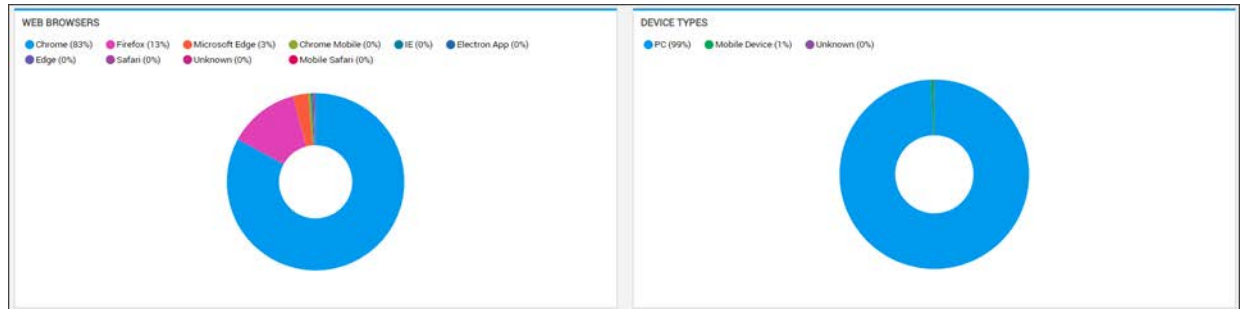 WEB BROWSERS
Chrome (83%) Firefox (13%) Microsoft Edge (3%) Chrome Mobile (0%) IE (0%) Electron App (0%)
Edge (0%) Safari (0%) Unknown (0%) Mobile Safari (0%)
DEVICE TYPES
PC (99%) Mobile Device (1%) Unknown (0%)